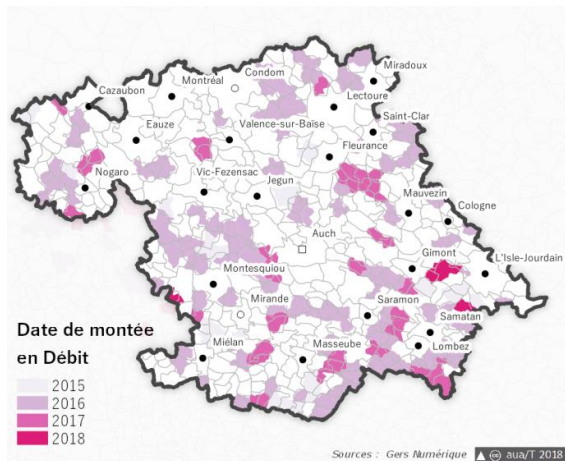 Miradoux
Condom
Montréal
Cazaubon
Lectoure
Saint-Clar
Eauze
Valence-sur-Baïse
Fleurance
Nogaro
Vic-Fezensac
Jegun
Mauvezin
Cologne
Auch
Gimont
L'Isle-Jourdain
Montesquiou
Mirande
Saramon
Samatan
Date de montée
en Débit
Miélan
Masseube
Lombez
2015
2016
2017
2018
Sources : Gers Numérique
cc
aua/T 2018